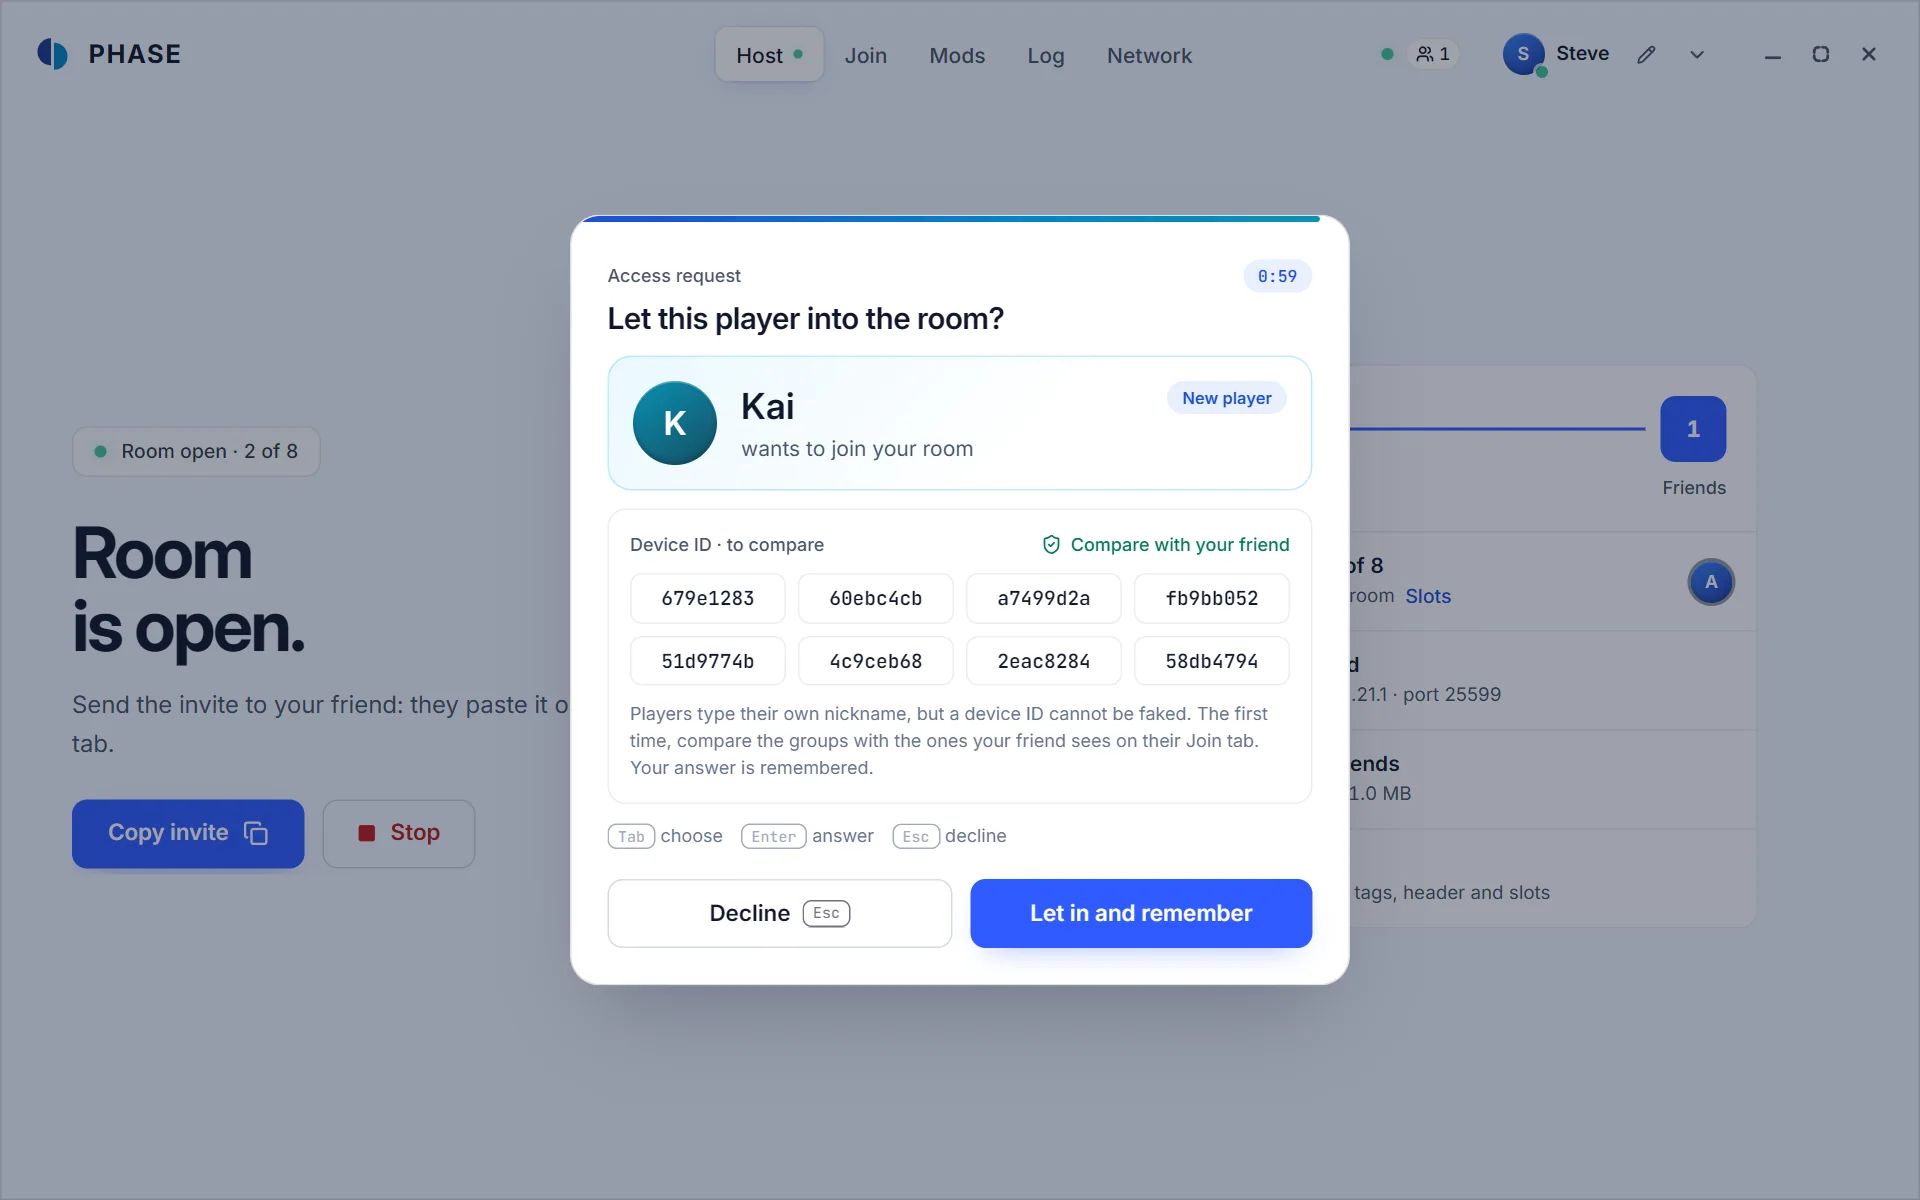 PHASE
Host
Join
Mods
Log
Network
1
S
Steve
Room open · 2 of 8
Room
is open.
Send the invite to your friend: they paste it o
tab.
Copy invite
Stop
Access request
0:59
Let this player into the room?
K
Kai
wants to join your room
New player
Device ID · to compare
Compare with your friend
679e1283 60ebc4cb a7499d2a fb9bb052
51d9774b 4c9ceb68 2eac8284 58db4794
Players type their own nickname, but a device ID cannot be faked. The first
time, compare the groups with the ones your friend sees on their Join tab.
Your answer is remembered.
Tab choose Enter answer Esc decline
Decline Esc
Let in and remember
1
Friends
of 8
room Slots
A
d
.21.1 · port 25599
ends
1.0 MB
tags, header and slots